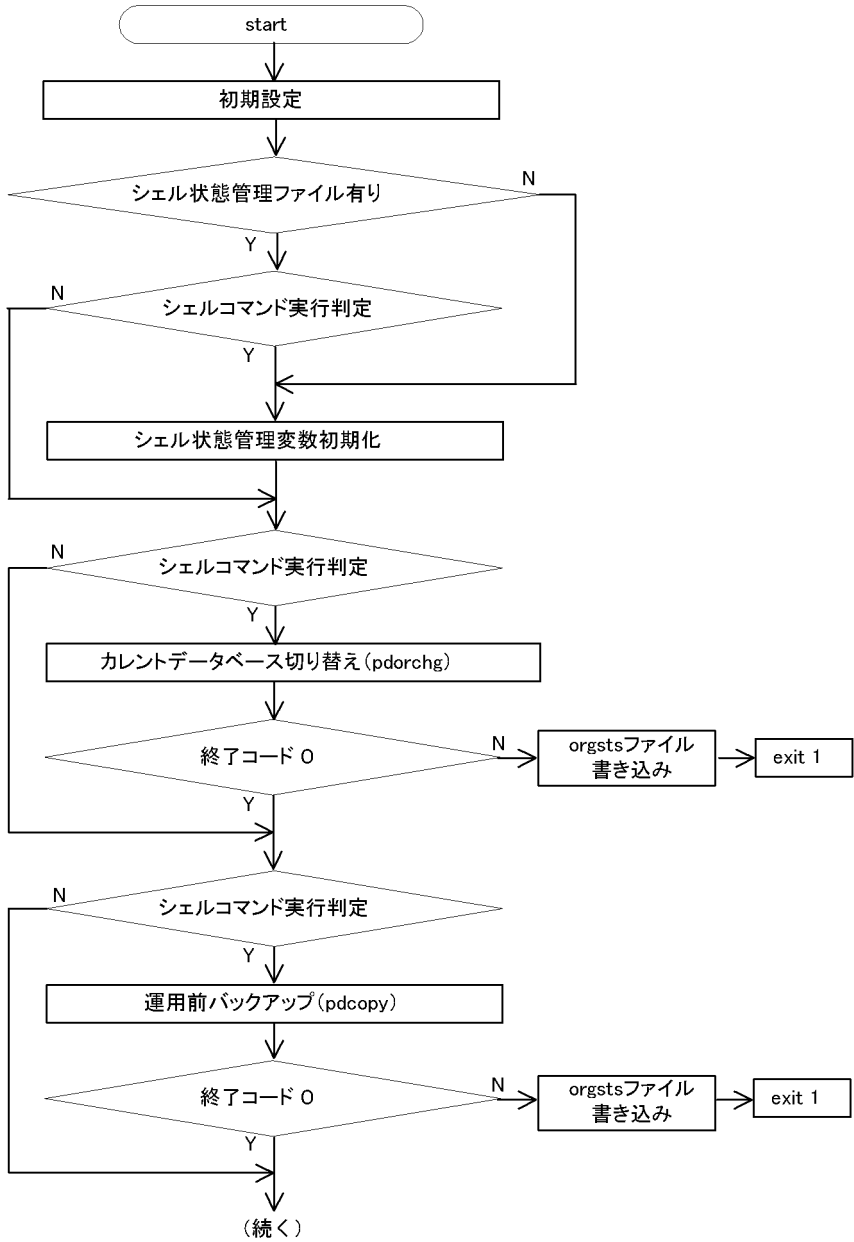 start
初期設定
シェル状態管理ファイル有り
N
Y
N
シェルコマンド実行判定
Y
シェル状態管理変数初期化
N
シェルコマンド実行判定
Y
カレントデータベース切り替え(pdorchg)
終了コード 0
N
orgstsファイル
書き込み
exit 1
Y
N
シェルコマンド実行判定
Y
運用前バックアップ(pdcopy)
終了コード 0
N
orgstsファイル
書き込み
exit 1
Y
(続く)